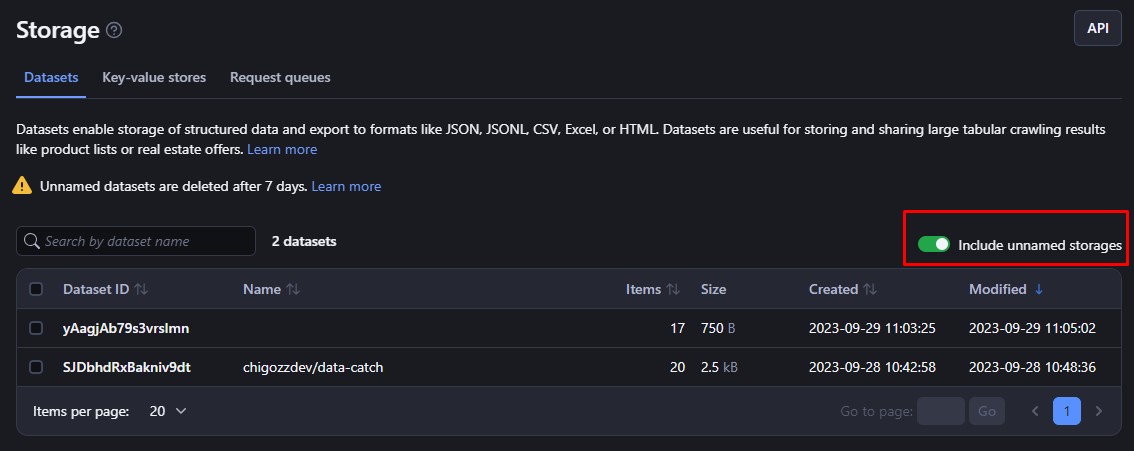 Storage
API
Datasets Key-value stores Request queues
Datasets enable storage of structured data and export to formats like JSON, JSONL, CSV, Excel, or HTML. Datasets are useful for storing and sharing large tabular crawling results
like product lists or real estate offers. Learn more
Unnamed datasets are deleted after 7 days. Learn more
Search by dataset name 2 datasets Include unnamed storages
Dataset ID Name Items Size Created Modified
yAagjAb79s3vrslmn 17 750 B 2023-09-29 11:03:25 2023-09-29 11:05:02
SJDbhdRxBakniv9dt chigozzdev/data-catch 20 2.5 kB 2023-09-28 10:42:58 2023-09-28 10:48:36
Items per page: 20 Go to page: Go 1